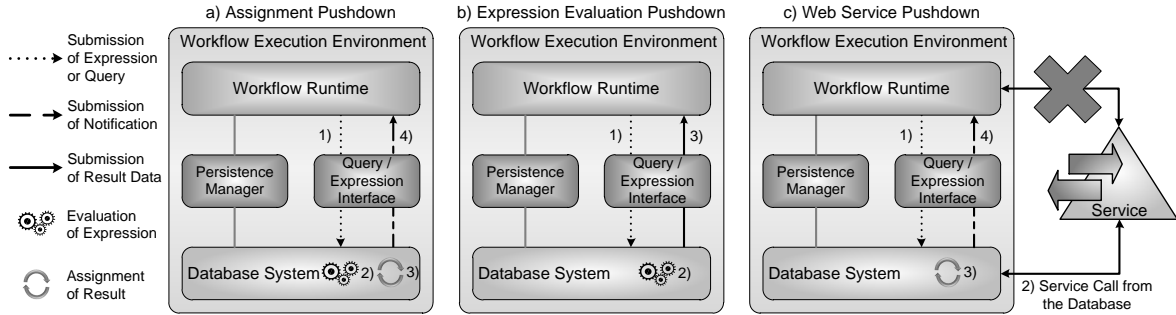 a) Assignment Pushdown
b) Expression Evaluation Pushdown
c) Web Service Pushdown
Submission
of Expression
or Query
Submission
of Notification
Submission
of Result Data
Evaluation
of Expression
Assignment
of Result
Workflow Execution Environment
Workflow Runtime
1)
4)
Persistence
Manager
Query /
Expression
Interface
Database System
2)
3)
Workflow Execution Environment
Workflow Runtime
1)
3)
Persistence
Manager
Query /
Expression
Interface
Database System
2)
Workflow Execution Environment
Workflow Runtime
1)
4)
Persistence
Manager
Query /
Expression
Interface
Database System
3)
Service
2) Service Call from
the Database